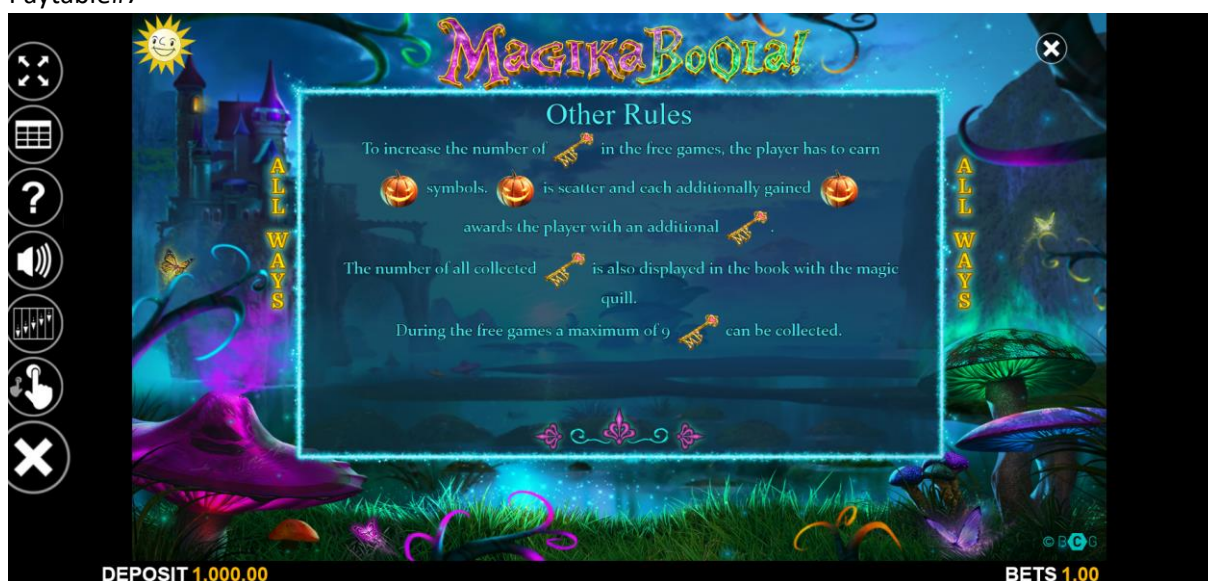 MagikaBoola!
Other Rules
To increase the number of in the free games, the player has to earn
symbols. is scatter and each additionally gained
awards the player with an additional .
The number of all collected is also displayed in the book with the magic
quill.
During the free games a maximum of 9 can be collected.
ALL WAYS
ALL WAYS
?
© BCG
DEPOSIT 1,000.00
BETS 1.00